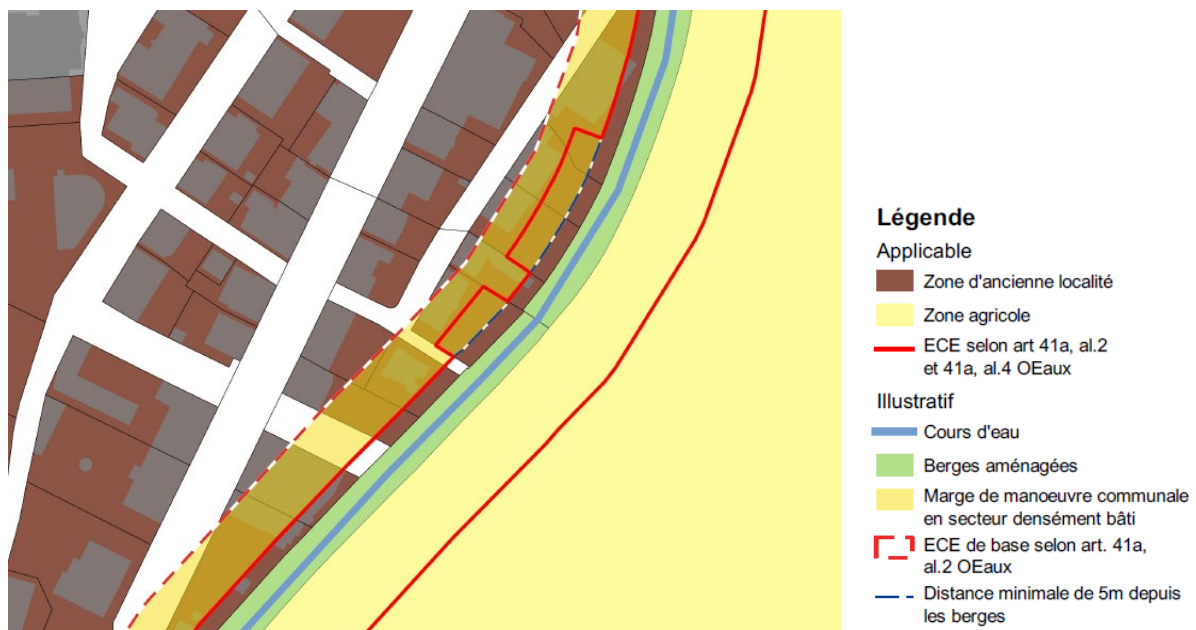 Légende
Applicable
Zone d'ancienne localité
Zone agricole
ECE selon art 41a, al.2
et 41a, al.4 OEaux
Illustratif
Cours d'eau
Berges aménagées
Marge de manoeuvre communale
en secteur densément bâti
ECE de base selon art. 41a,
al.2 OEaux
Distance minimale de 5m depuis
les berges